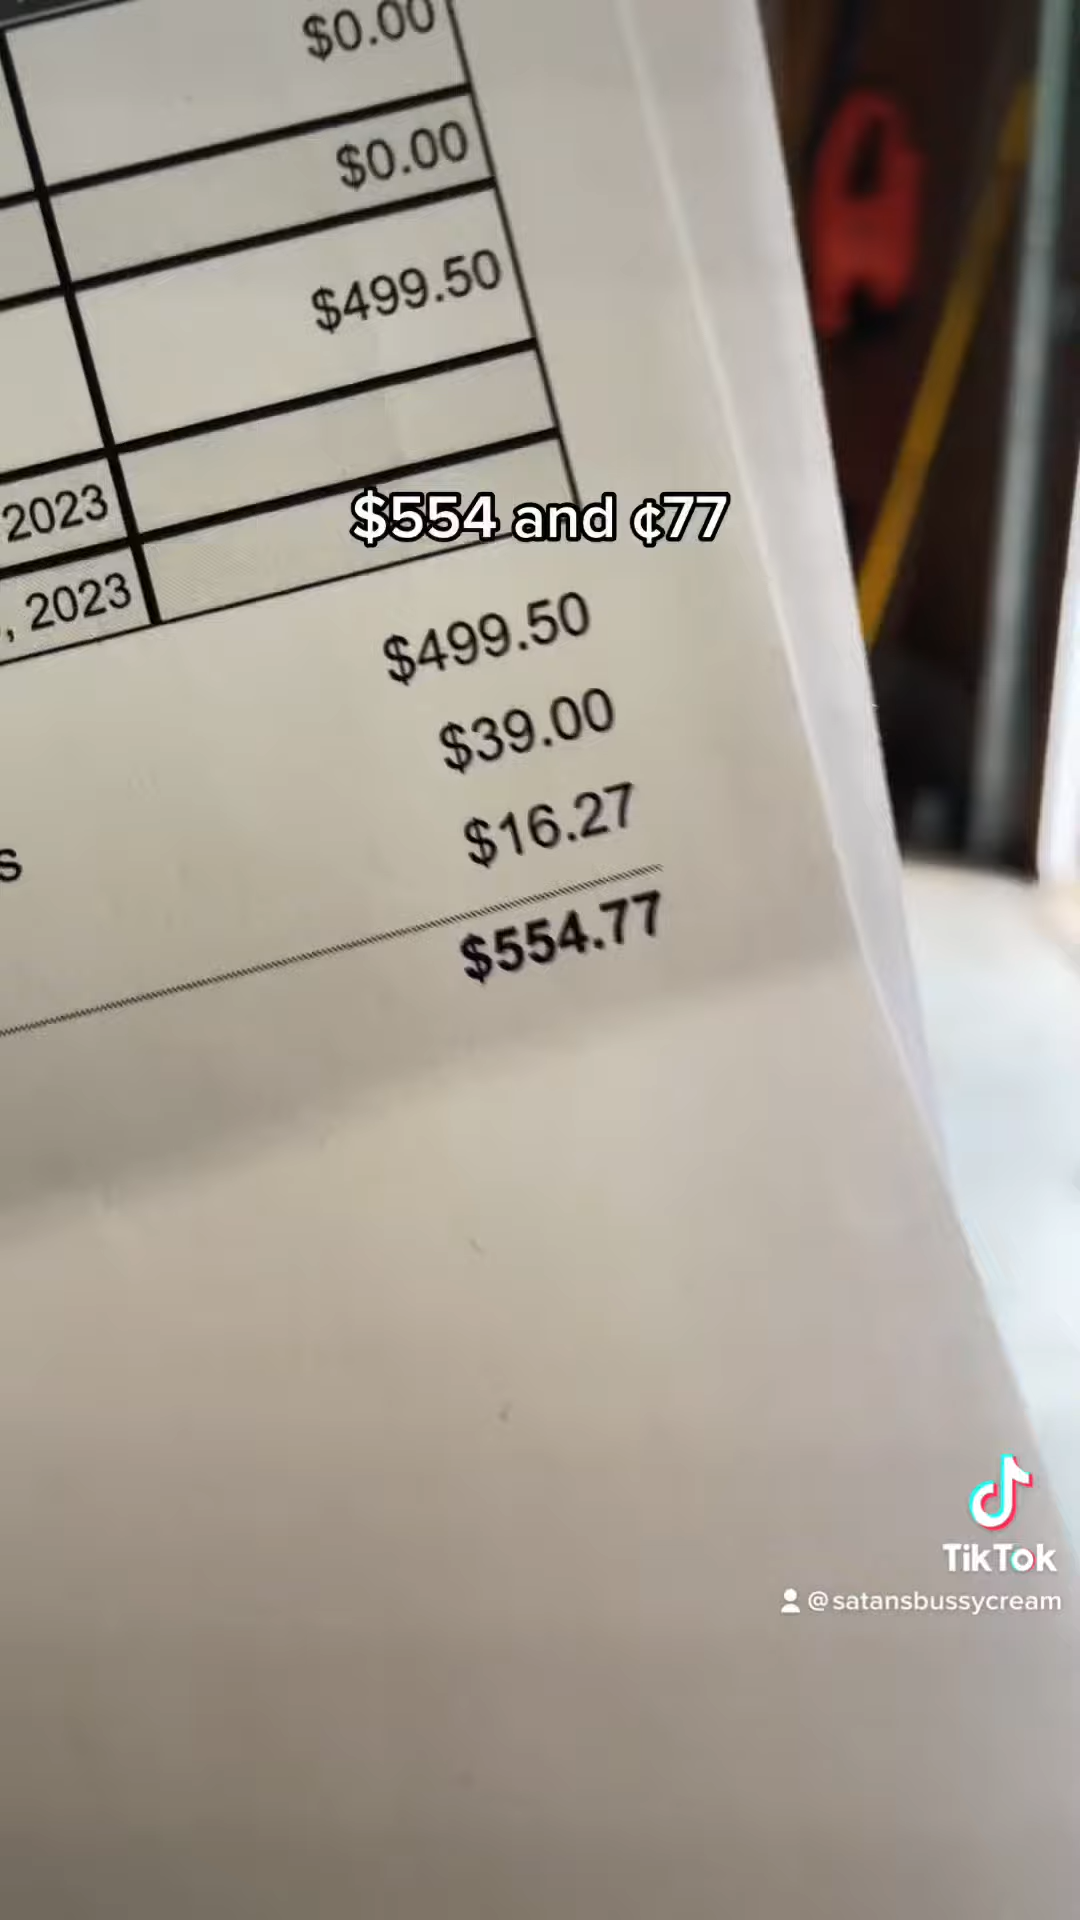 $0.00
$0.00
$499.50
2023
$554 and ¢77
, 2023
$499.50
$39.00
$16.27
s
$554.77
TikTok
@satansbussycream